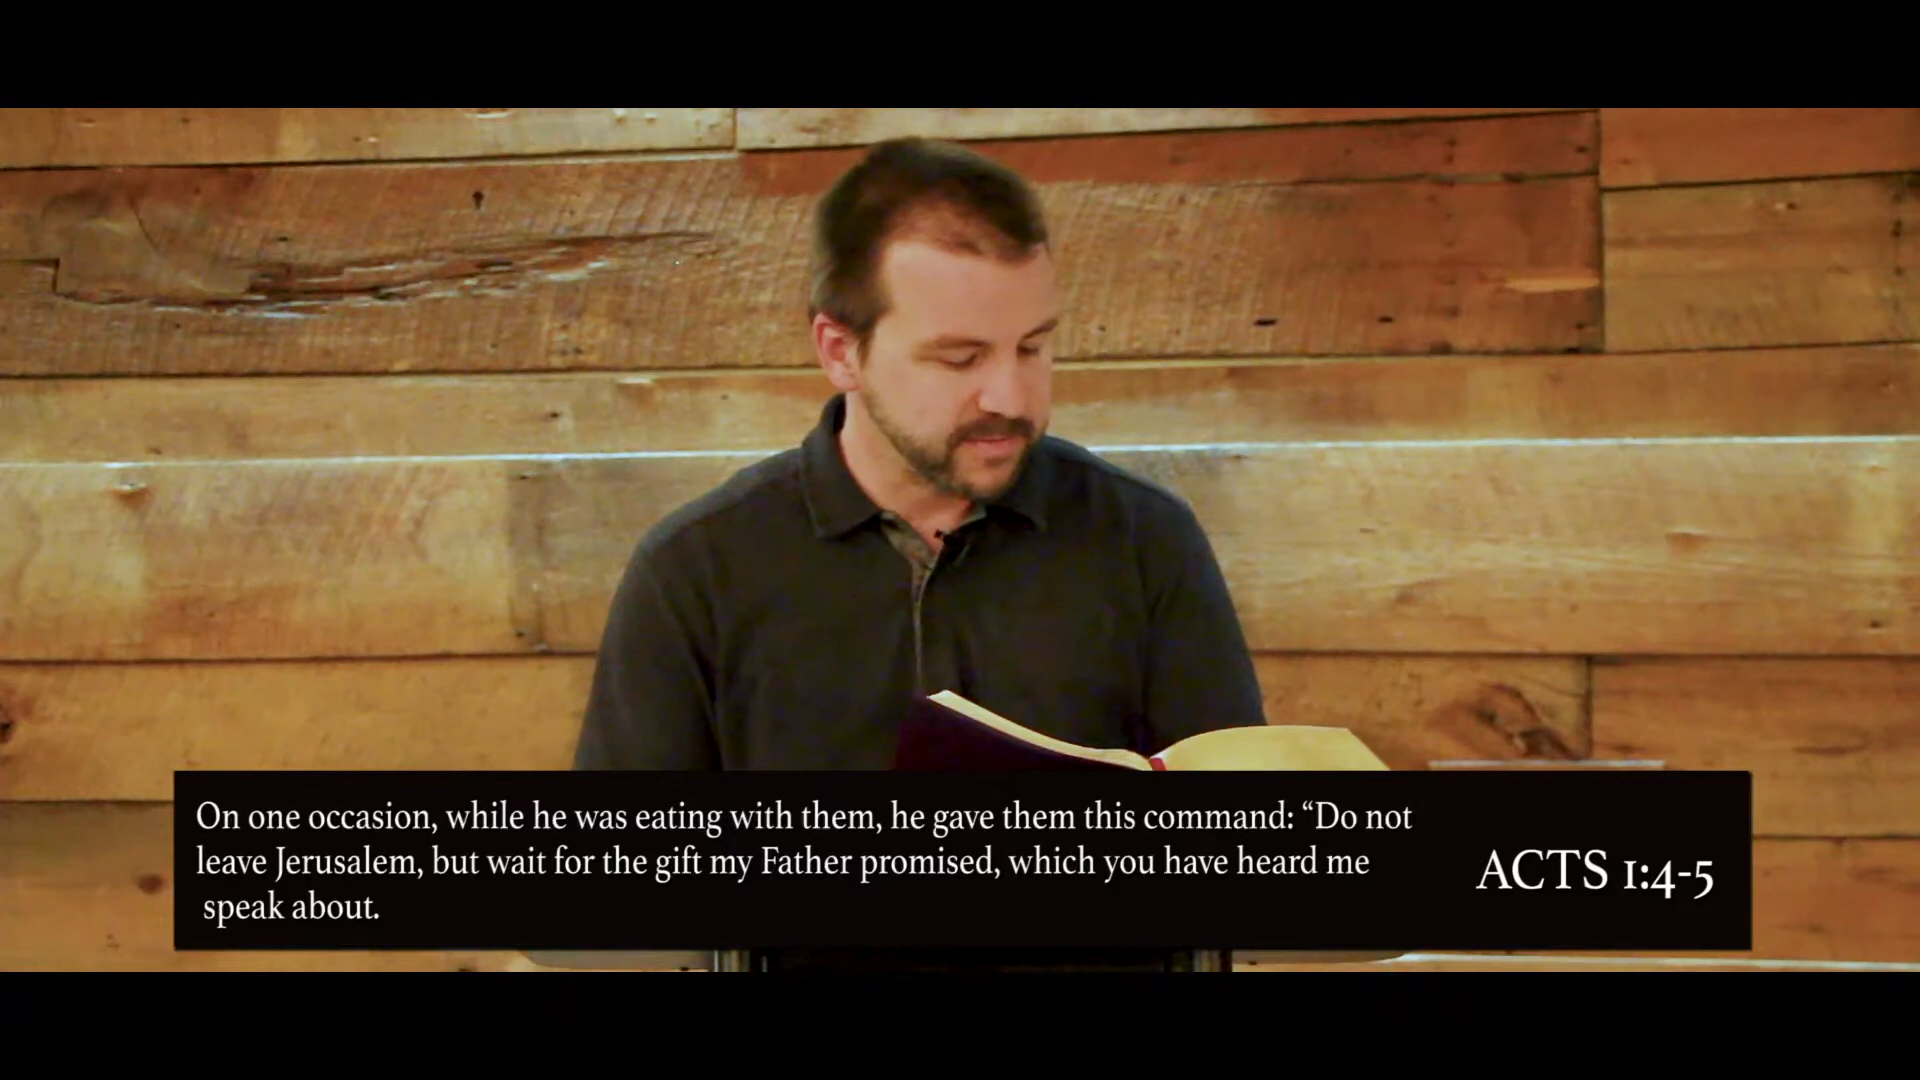 On one occasion, while he was eating with them, he gave them this command: “Do not
leave Jerusalem, but wait for the gift my Father promised, which you have heard me
speak about.
ACTS 1:4-5